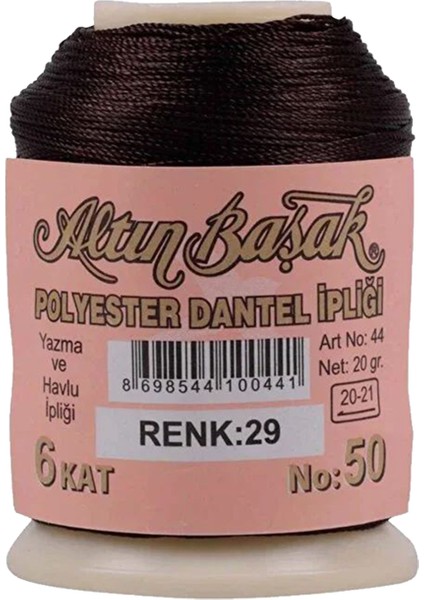 Altın Başak®
POLYESTER DANTEL İPLİĞİ
Yazma
ve
Havlu
İpliği
8 698544 100441
Art No: 44
Net: 20 gr.
20-21
RENK:29
6 KAT
No: 50